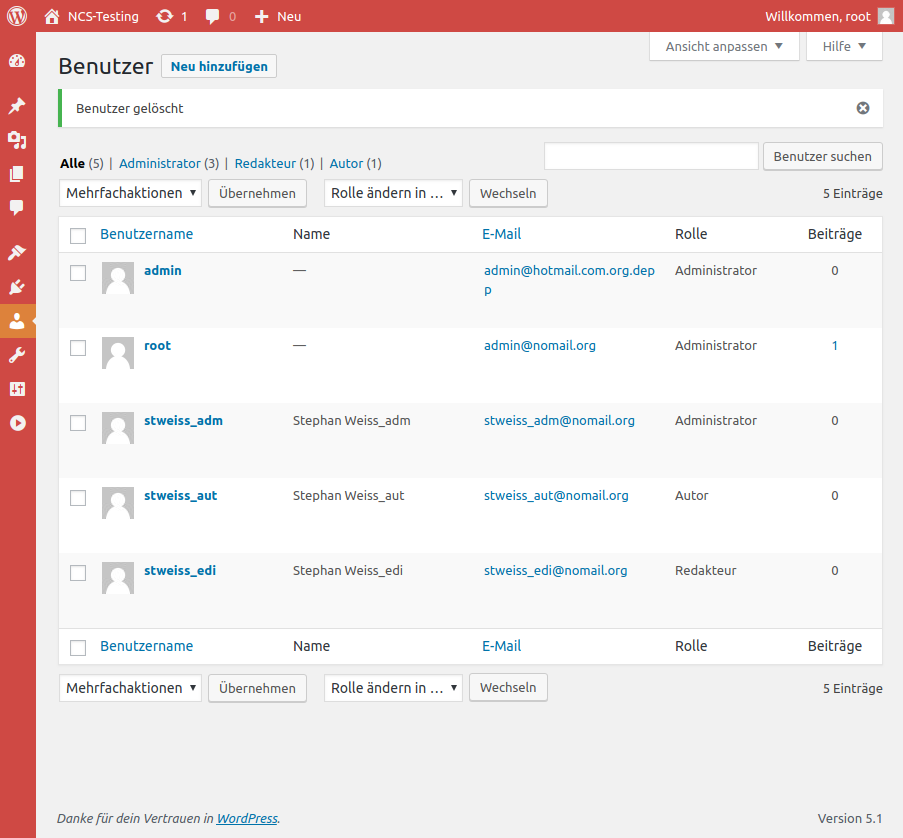 NCS-Testing 1 0 Neu Willkommen, root
Ansicht anpassen Hilfe
Benutzer Neu hinzufügen
Benutzer gelöscht
Alle (5) | Administrator (3) | Redakteur (1) | Autor (1) Benutzer suchen
Mehrfachaktionen Übernehmen Rolle ändern in … Wechseln 5 Einträge
Benutzername Name E-Mail Rolle Beiträge
admin — admin@hotmail.com.org.dep Administrator 0
p
root — admin@nomail.org Administrator 1
stweiss_adm Stephan Weiss_adm stweiss_adm@nomail.org Administrator 0
stweiss_aut Stephan Weiss_aut stweiss_aut@nomail.org Autor 0
stweiss_edi Stephan Weiss_edi stweiss_edi@nomail.org Redakteur 0
Benutzername Name E-Mail Rolle Beiträge
Mehrfachaktionen Übernehmen Rolle ändern in … Wechseln 5 Einträge
Danke für dein Vertrauen in WordPress. Version 5.1